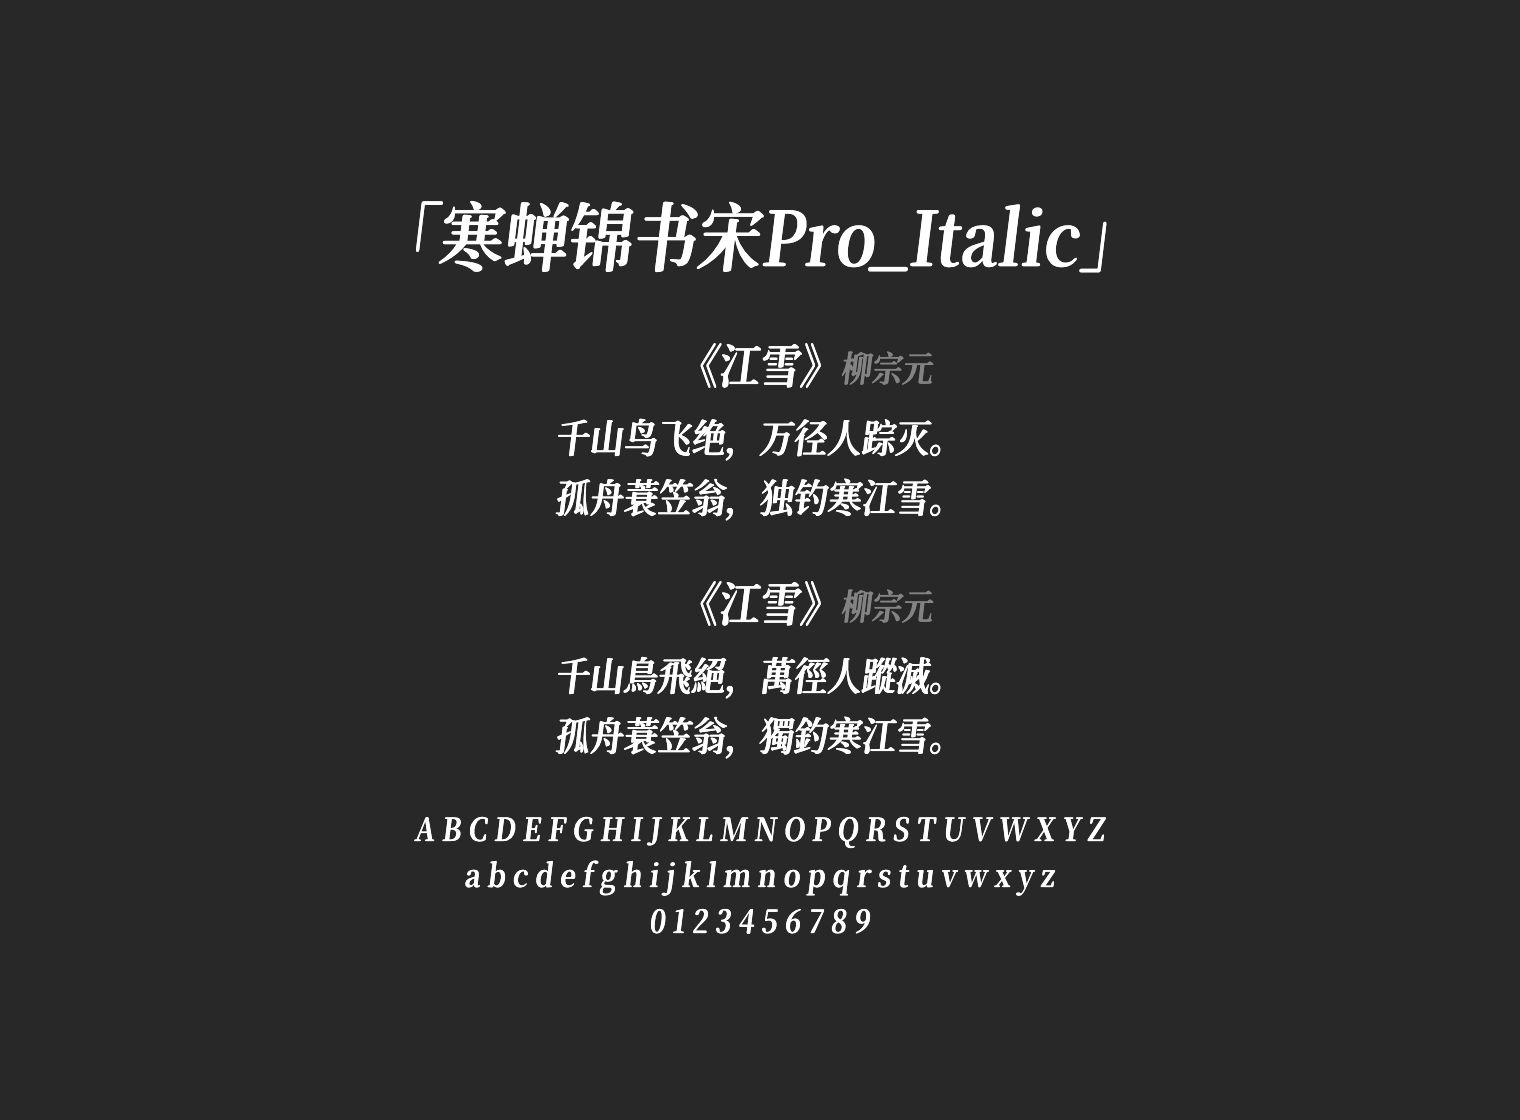 「寒蝉锦书宋Pro_Italic」
《江雪》柳宗元
千山鸟飞绝，万径人踪灭。
孤舟蓑笠翁，独钓寒江雪。
《江雪》柳宗元
千山鳥飛絕，萬徑人蹤滅。
孤舟蓑笠翁，獨釣寒江雪。
A B C D E F G H I J K L M N O P Q R S T U V W X Y Z
a b c d e f g h i j k l m n o p q r s t u v w x y z
0 1 2 3 4 5 6 7 8 9